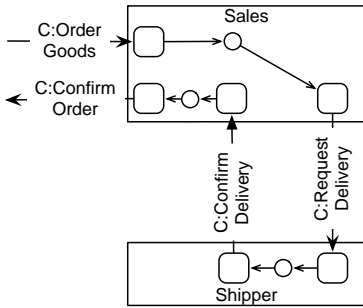 Sales
C:Order
Goods
C:Confirm
Order
C:Confirm
Delivery
C:Request
Delivery
Shipper